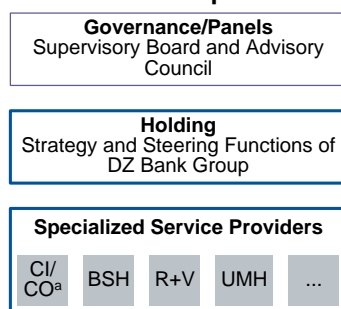 Governance/Panels
Supervisory Board and Advisory
Council
Holding
Strategy and Steering Functions of
DZ Bank Group
Specialized Service Providers
CI/
COᵃ
BSH
R+V
UMH
...